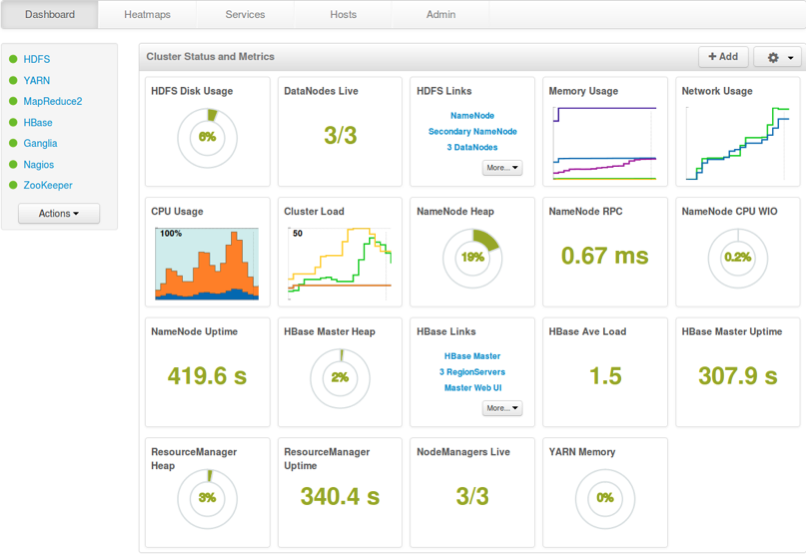 Dashboard
Heatmaps
Services
Hosts
Admin
HDFS
YARN
MapReduce2
HBase
Ganglia
Nagios
ZooKeeper
Actions
Cluster Status and Metrics
+ Add
HDFS Disk Usage
6%
DataNodes Live
3/3
HDFS Links
NameNode
Secondary NameNode
3 DataNodes
More...
Memory Usage
Network Usage
CPU Usage
100%
Cluster Load
50
NameNode Heap
19%
NameNode RPC
0.67 ms
NameNode CPU WIO
0.2%
NameNode Uptime
419.6 s
HBase Master Heap
2%
HBase Links
HBase Master
3 RegionServers
Master Web UI
More...
HBase Ave Load
1.5
HBase Master Uptime
307.9 s
ResourceManager
Heap
3%
ResourceManager
Uptime
340.4 s
NodeManagers Live
3/3
YARN Memory
0%